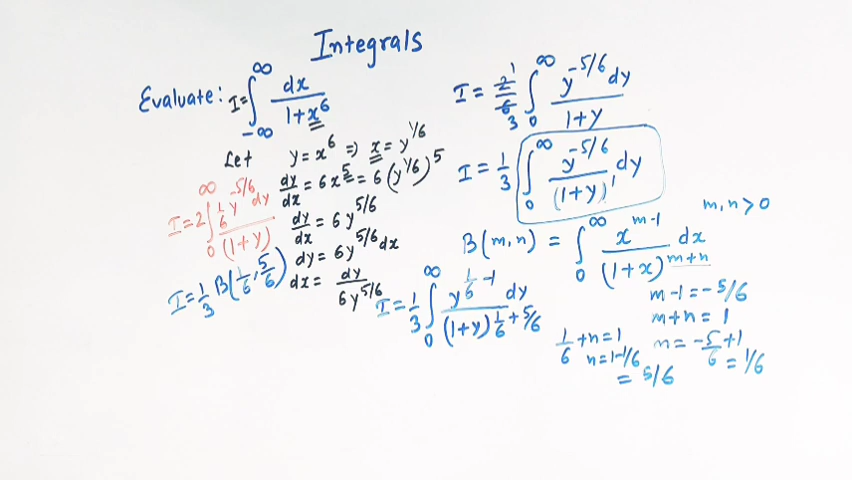 Integrals
Evaluate: I = ∫_{-∞}^{∞} dx / (1+x^6)
Let y = x^6 ⇒ x = y^{1/6}
dy/dx = 6x^5 = 6(y^{1/6})^5
dy/dx = 6y^{5/6}
dy = 6y^{5/6} dx
dx = dy / 6y^{5/6}
I = 2 ∫_0^∞ 1/6 y^{-5/6} dy / (1+y)
I = 1/3 B(1/6, 5/6)
I = 2/6 1 3 ∫_0^∞ y^{-5/6} dy / 1+y
I = 1/3 ∫_0^∞ y^{-5/6} dy / (1+y)^1
m, n > 0
B(m, n) = ∫_0^∞ x^{m-1} / (1+x)^{m+n} dx
I = 1/3 ∫_0^∞ y^{1/6 -1} dy / (1+y)^{1/6 + 5/6}
m-1 = -5/6
m+n = 1
m = -5/6 + 1
= 1/6
1/6 + n = 1
n = 1-1/6
= 5/6